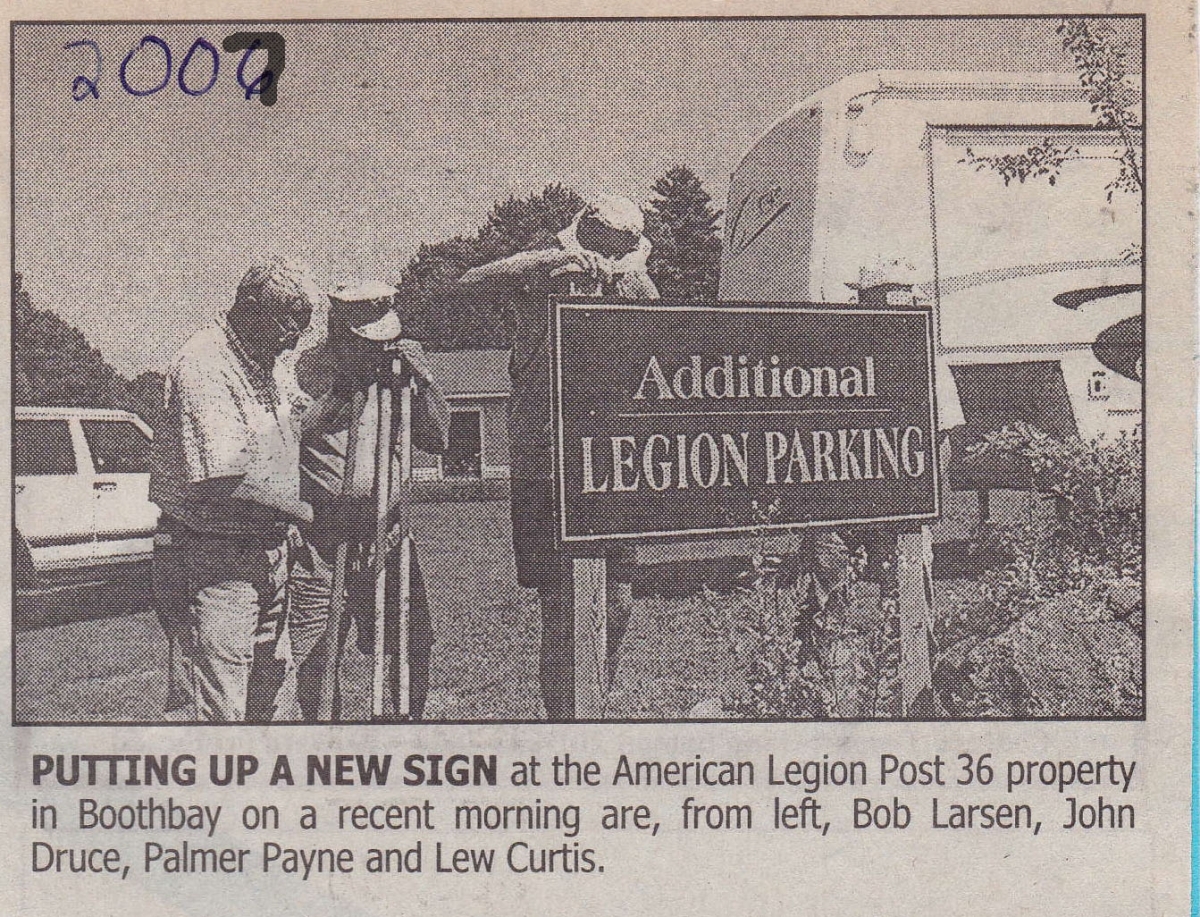 2007
Additional
LEGION PARKING
PUTTING UP A NEW SIGN at the American Legion Post 36 property
in Boothbay on a recent morning are, from left, Bob Larsen, John
Druce, Palmer Payne and Lew Curtis.